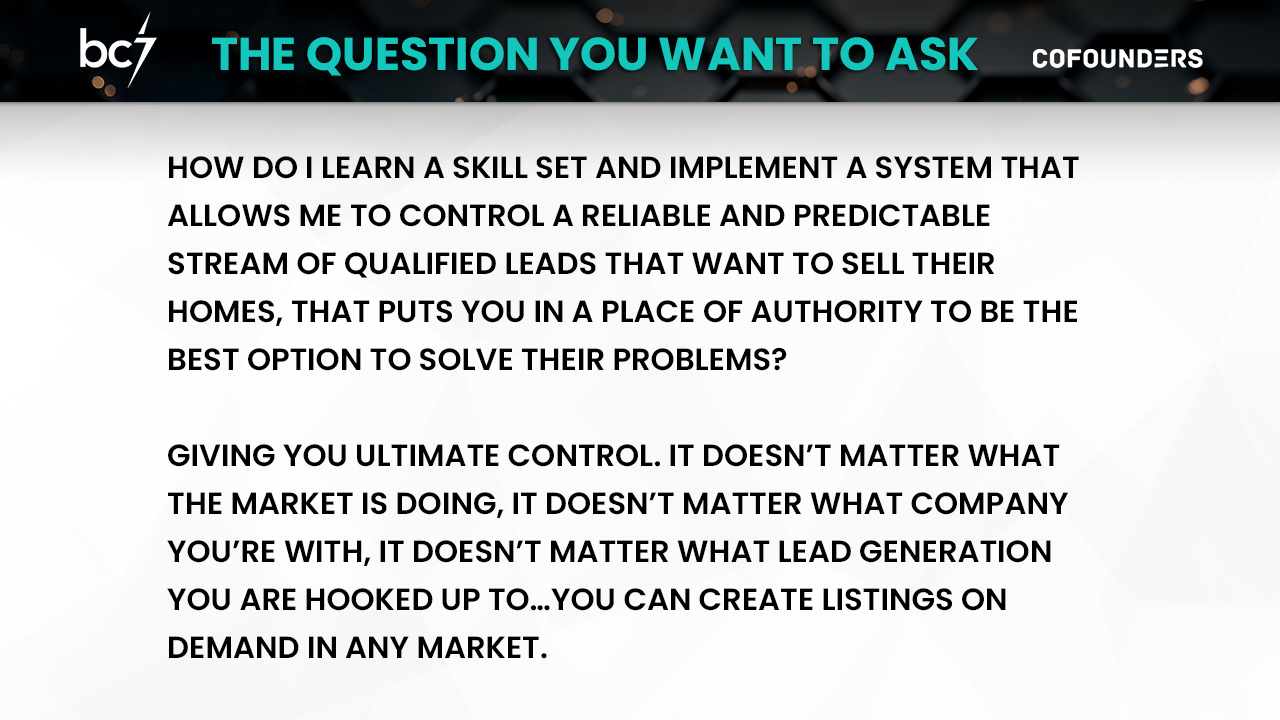 bc7
THE QUESTION YOU WANT TO ASK
COFOUNDERS
HOW DO I LEARN A SKILL SET AND IMPLEMENT A SYSTEM THAT
ALLOWS ME TO CONTROL A RELIABLE AND PREDICTABLE
STREAM OF QUALIFIED LEADS THAT WANT TO SELL THEIR
HOMES, THAT PUTS YOU IN A PLACE OF AUTHORITY TO BE THE
BEST OPTION TO SOLVE THEIR PROBLEMS?
GIVING YOU ULTIMATE CONTROL. IT DOESN’T MATTER WHAT
THE MARKET IS DOING, IT DOESN’T MATTER WHAT COMPANY
YOU’RE WITH, IT DOESN’T MATTER WHAT LEAD GENERATION
YOU ARE HOOKED UP TO...YOU CAN CREATE LISTINGS ON
DEMAND IN ANY MARKET.